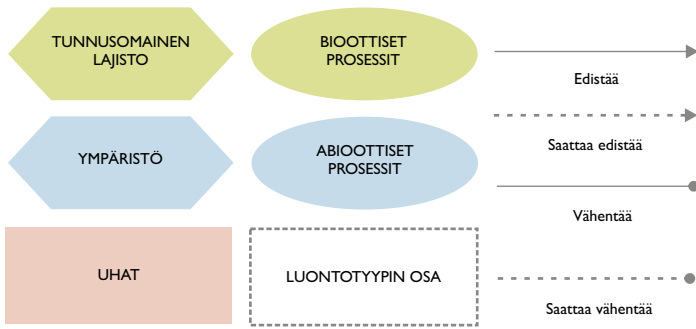 TUNNUSOMAINEN
LAJISTO
BIOOTTISET
PROSESSIT
Edistää
YMPÄRISTÖ
ABIOOTTISET
PROSESSIT
Saattaa edistää
Vähentää
UHAT
LUONTOTYYPIN OSA
Saattaa vähentää